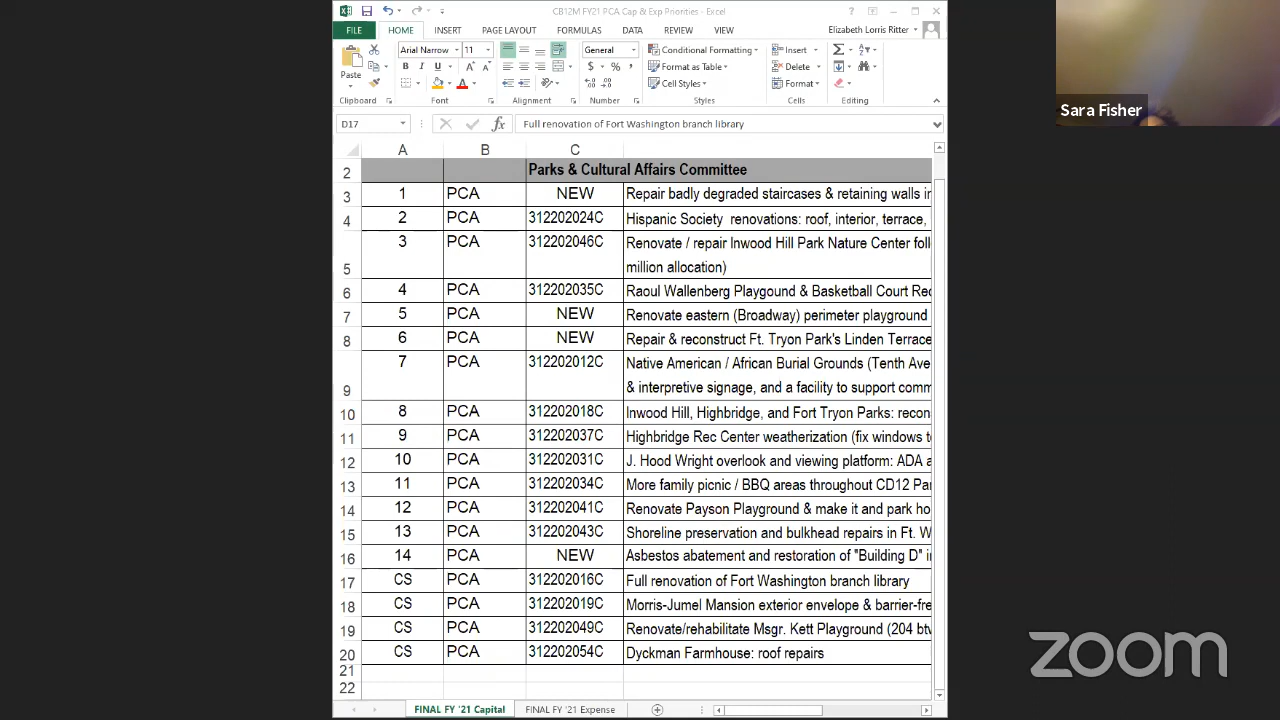 CB12M FY21 PCA Cap & Exp Priorities - Excel
FILE HOME INSERT PAGE LAYOUT FORMULAS DATA REVIEW VIEW Elizabeth Lorris Ritter
Paste
Arial Narrow 11
B I U
General
$ % ,
Conditional Formatting
Format as Table
Cell Styles
Insert
Delete
Format
Clipboard Font Alignment Number Styles Cells Editing
D17 fx Full renovation of Fort Washington branch library
A B C
2 Parks & Cultural Affairs Committee
3 1 PCA NEW Repair badly degraded staircases & retaining walls in
4 2 PCA 312202024C Hispanic Society renovations: roof, interior, terrace,
5 3 PCA 312202046C Renovate / repair Inwood Hill Park Nature Center foll
million allocation)
6 4 PCA 312202035C Raoul Wallenberg Playgound & Basketball Court Rec
7 5 PCA NEW Renovate eastern (Broadway) perimeter playground
8 6 PCA NEW Repair & reconstruct Ft. Tryon Park's Linden Terrace
9 7 PCA 312202012C Native American / African Burial Grounds (Tenth Ave
& interpretive signage, and a facility to support comm
10 8 PCA 312202018C Inwood Hill, Highbridge, and Fort Tryon Parks: recon
11 9 PCA 312202037C Highbridge Rec Center weatherization (fix windows to
12 10 PCA 312202031C J. Hood Wright overlook and viewing platform: ADA a
13 11 PCA 312202034C More family picnic / BBQ areas throughout CD12 Par
14 12 PCA 312202041C Renovate Payson Playground & make it and park ho
15 13 PCA 312202043C Shoreline preservation and bulkhead repairs in Ft. W
16 14 PCA NEW Asbestos abatement and restoration of "Building D" i
17 CS PCA 312202016C Full renovation of Fort Washington branch library
18 CS PCA 312202019C Morris-Jumel Mansion exterior envelope & barrier-fre
19 CS PCA 312202049C Renovate/rehabilitate Msgr. Kett Playground (204 btw
20 CS PCA 312202054C Dyckman Farmhouse: roof repairs
21
22
FINAL FY '21 Capital FINAL FY '21 Expense
Sara Fisher
zoom